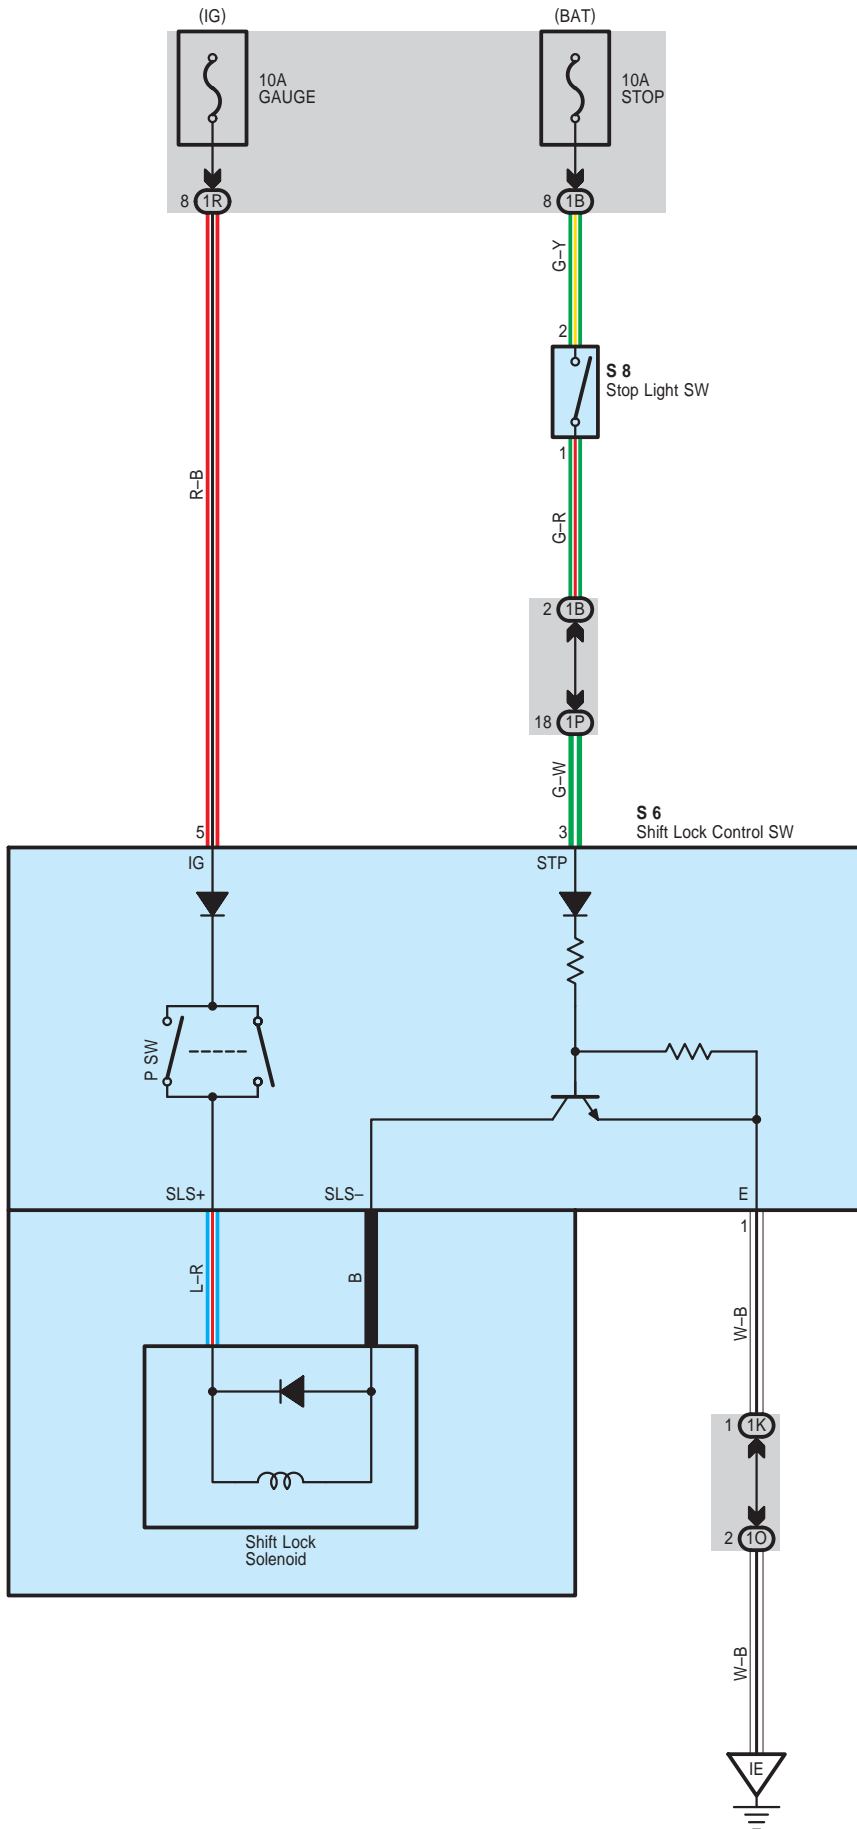 (IG)
(BAT)
10A
GAUGE
10A
STOP
8 1R
8 1B
G–Y
2
S 8
Stop Light SW
1
R–B
G–R
2 1B
18 1P
G–W
S 6
Shift Lock Control SW
5
3
IG
STP
P SW
SLS+
SLS–
E
1
L–R
B
W–B
1 1K
2 1O
Shift Lock
Solenoid
W–B
IE